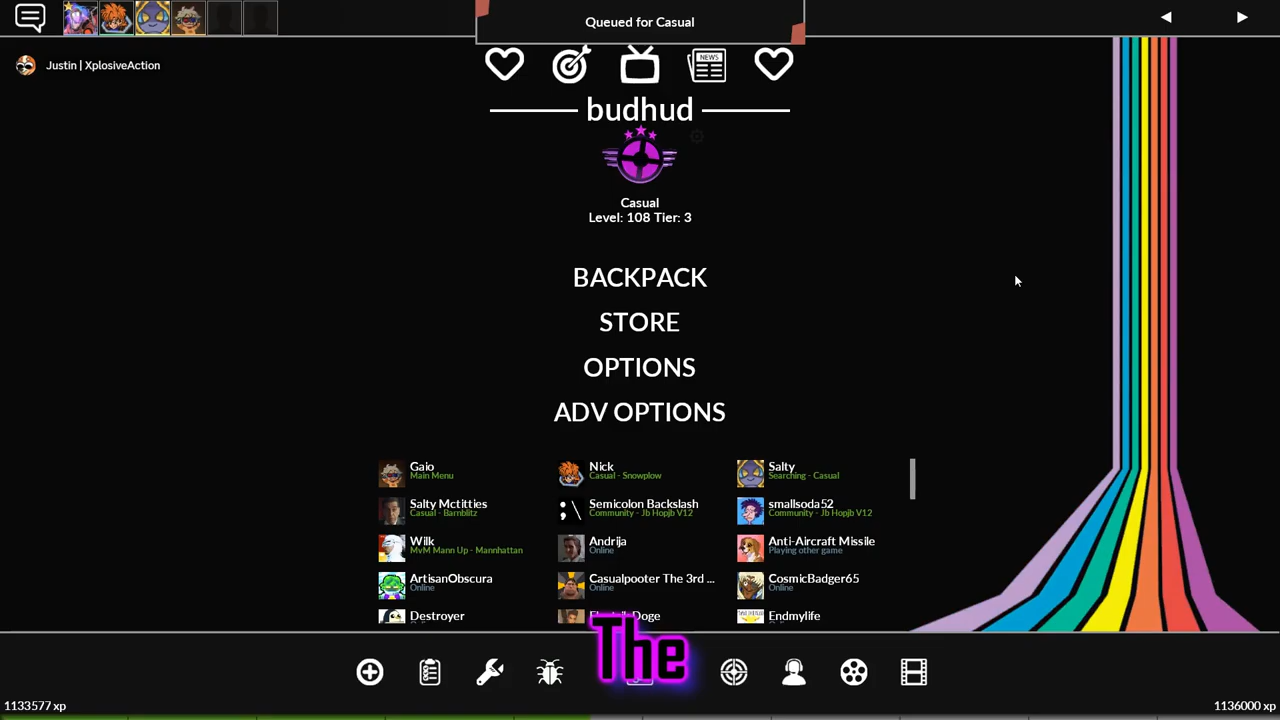 Queued for Casual
Justin | XplosiveAction
NEWS
budhud
Casual
Level: 108 Tier: 3
BACKPACK
STORE
OPTIONS
ADV OPTIONS
Gaio
Main Menu
Nick
Casual - Snowplow
Salty
Searching - Casual
Salty Mctitties
Casual - Barnblitz
Semicolon Backslash
Community - Jb Hopjb V12
smallsoda52
Community - Jb Hopjb V12
Wilk
MvM Mann Up - Mannhattan
Andrija
Online
Anti-Aircraft Missile
Playing other game
ArtisanObscura
Online
Casualpooter The 3rd ...
Online
CosmicBadger65
Online
Destroyer
Doge
Endmylife
The
1133577 xp
1136000 xp